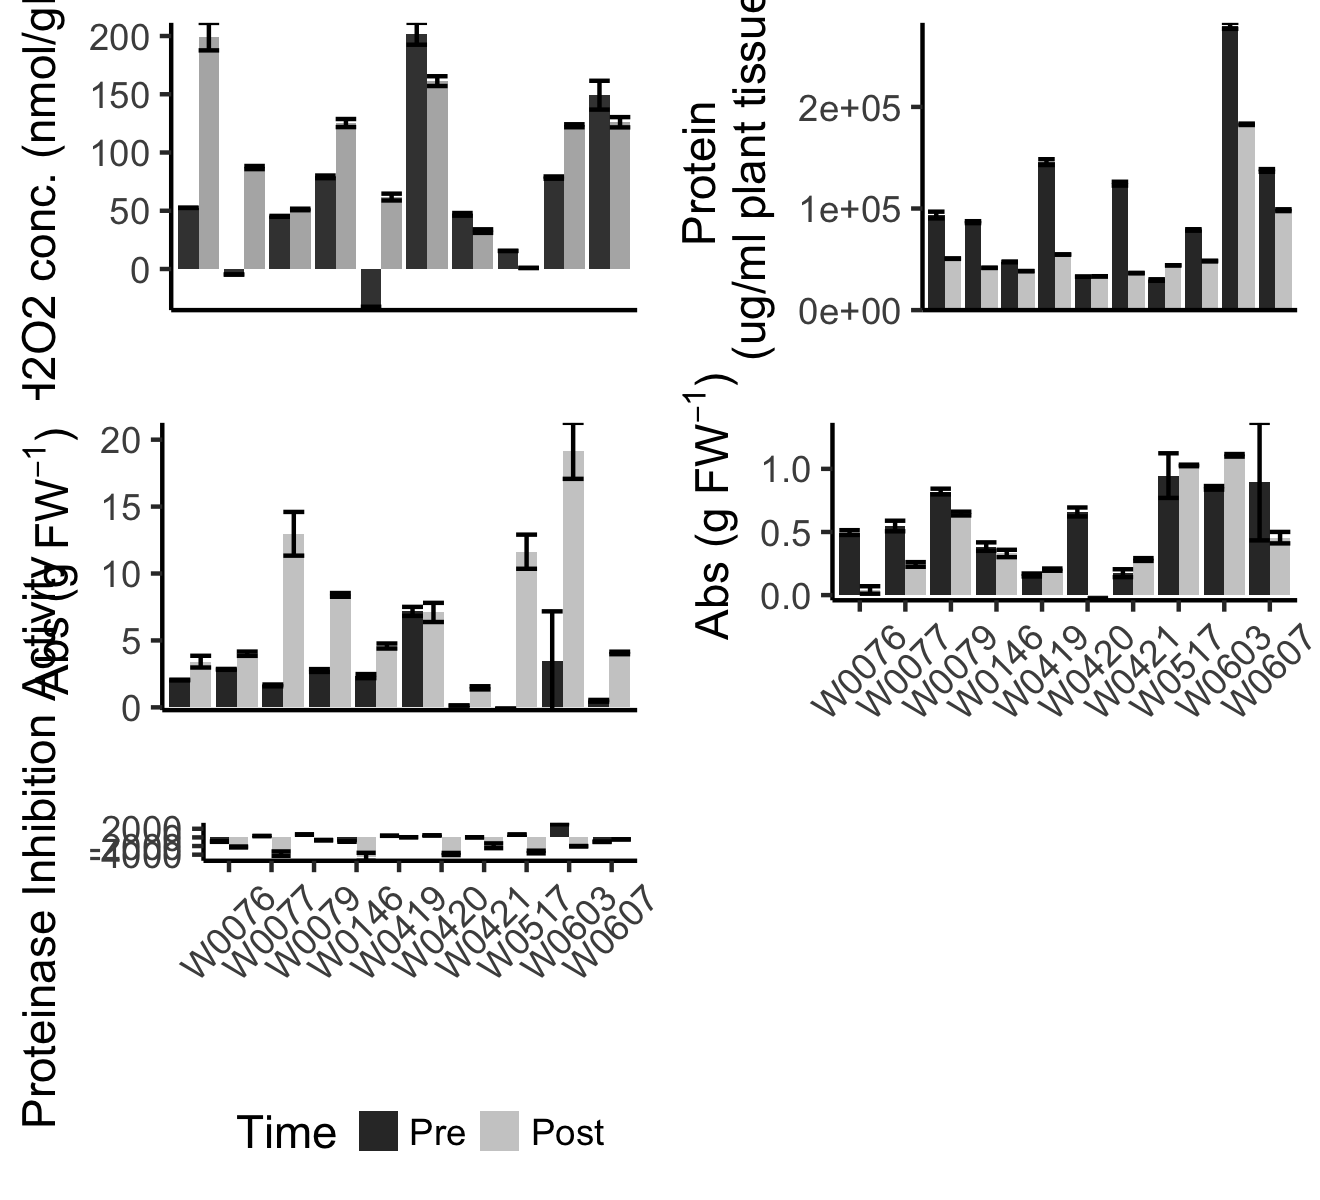 H2O2 conc. (nmol/g
200
150
100
50
0
Protein
(ug/ml plant tissue
2e+05
1e+05
0e+00
Abs (g FW⁻¹)
20
15
10
5
0
Abs (g FW⁻¹)
1.0
0.5
0.0
W0076
W0077
W0079
W0146
W0419
W0420
W0421
W0517
W0603
W0607
Proteinase Inhibition Activity
2000
-4000
W0076
W0077
W0079
W0146
W0419
W0420
W0421
W0517
W0603
W0607
Time Pre Post